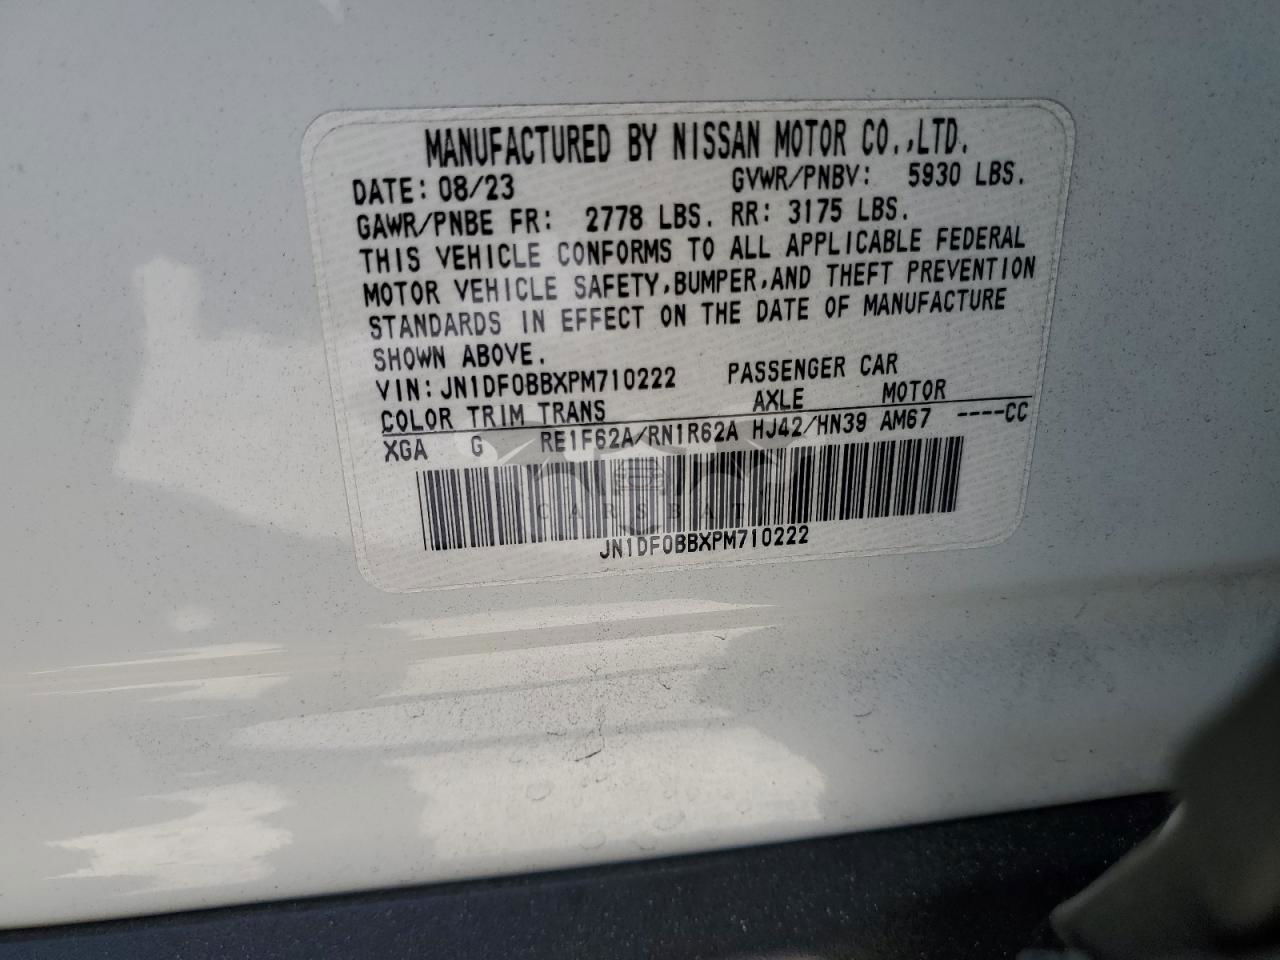 MANUFACTURED BY NISSAN MOTOR CO.,LTD.
DATE: 08/23 GVWR/PNBV: 5930 LBS.
GAWR/PNBE FR: 2778 LBS. RR: 3175 LBS.
THIS VEHICLE CONFORMS TO ALL APPLICABLE FEDERAL
MOTOR VEHICLE SAFETY,BUMPER,AND THEFT PREVENTION
STANDARDS IN EFFECT ON THE DATE OF MANUFACTURE
SHOWN ABOVE.
VIN: JN1DF0BBXPM710222 PASSENGER CAR
COLOR TRIM TRANS AXLE MOTOR
XGA G RE1F62A/RN1R62A HJ42/HN39 AM67 ----CC
CARSBAT
JN1DF0BBXPM710222